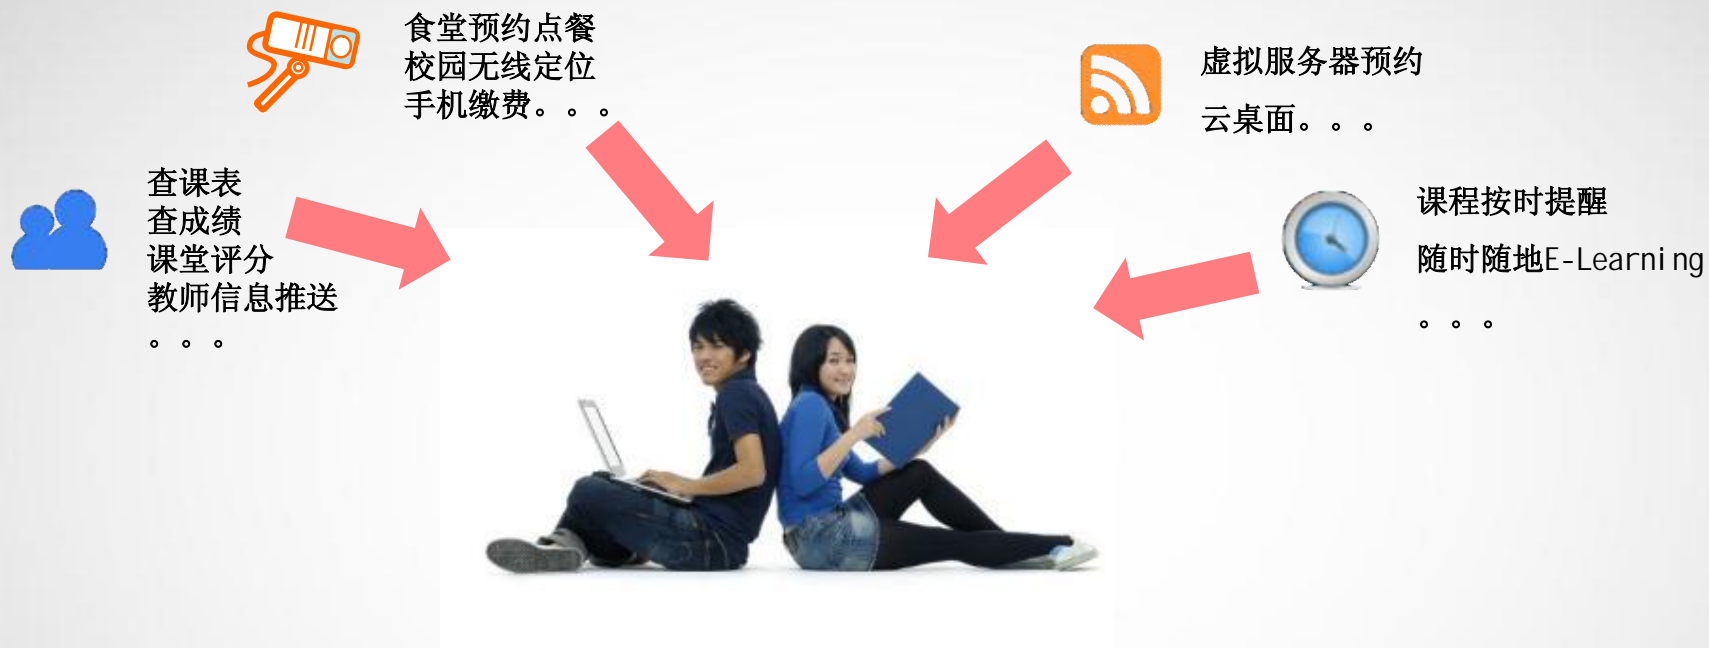 食堂预约点餐
校园无线定位
手机缴费。。。
虚拟服务器预约
云桌面。。。
查课表
查成绩
课堂评分
教师信息推送
。。。
课程按时提醒
随时随地E-Learning
。。。